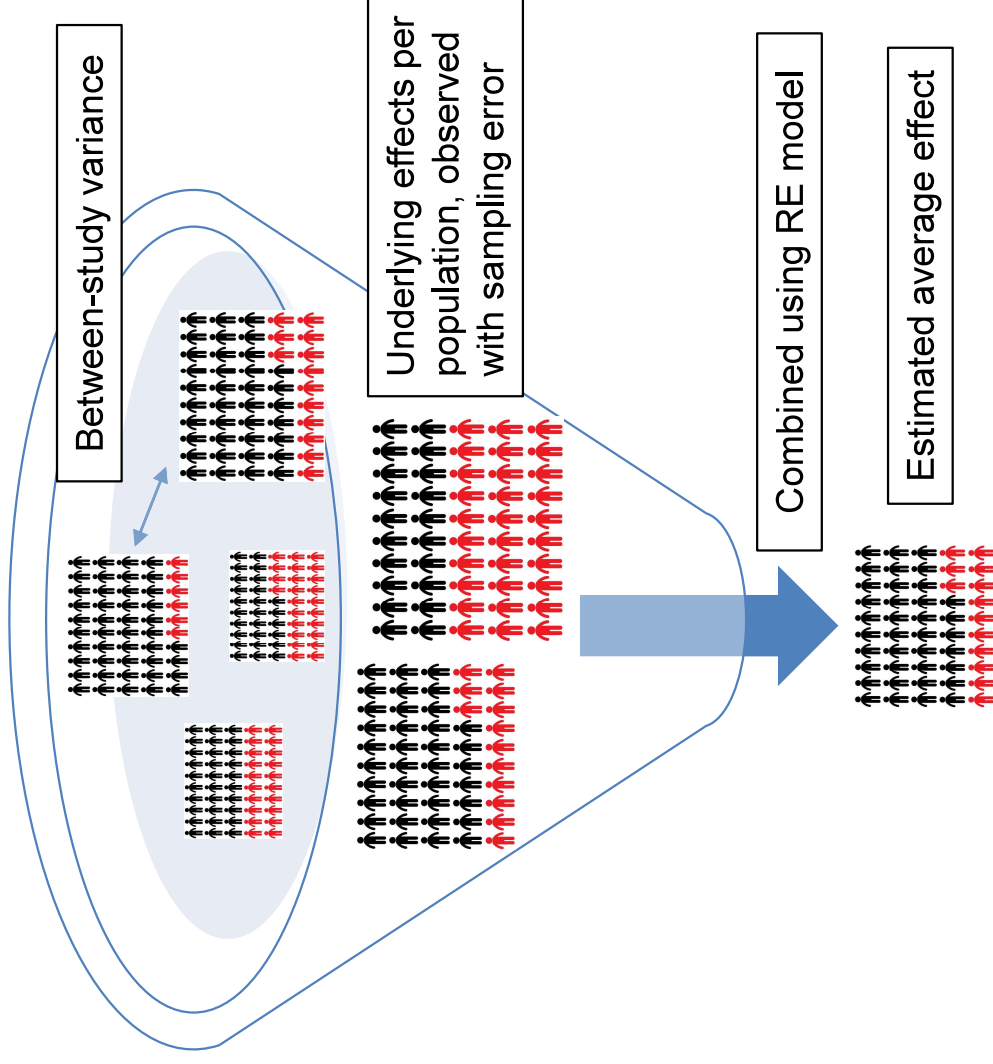 Between-study variance
Underlying effects per
population, observed
with sampling error
Combined using RE model
Estimated average effect